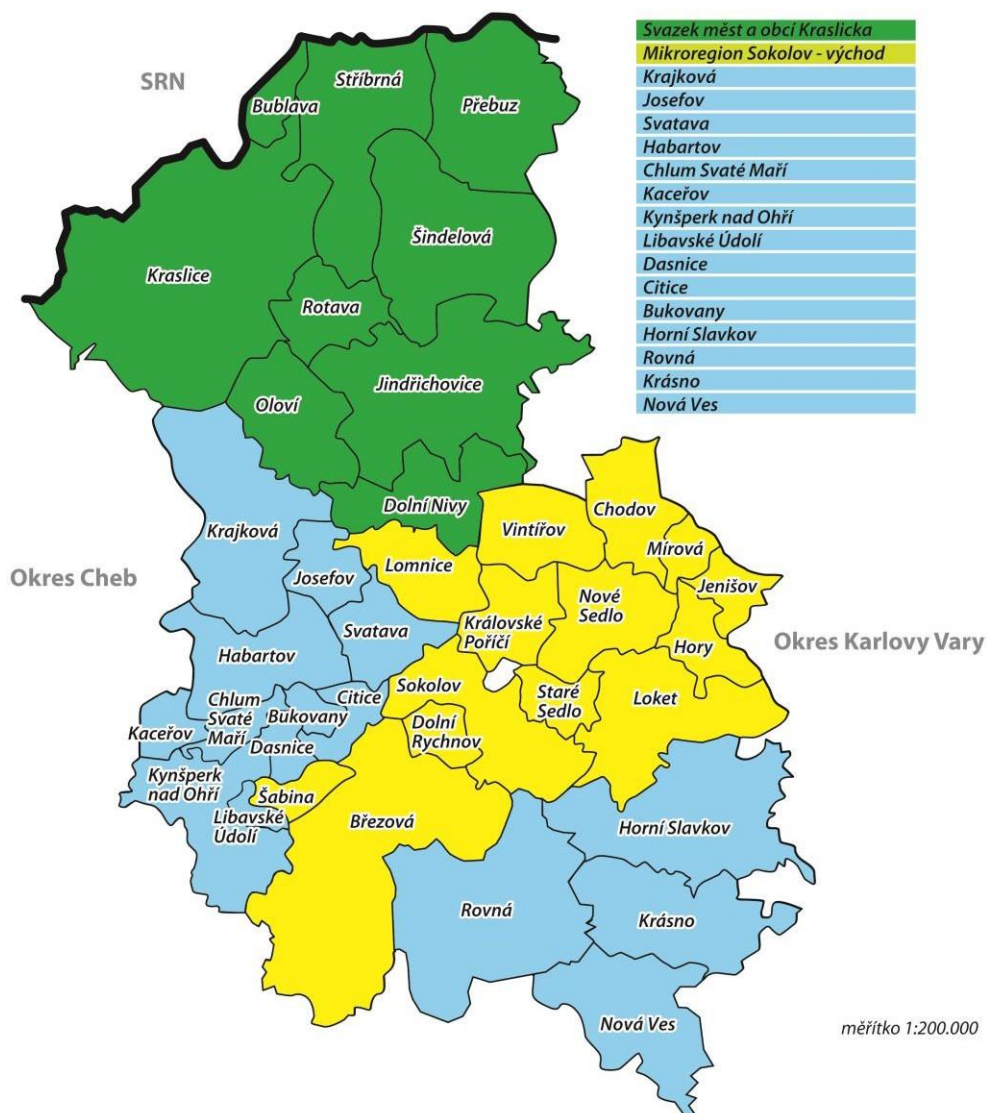 Svazek měst a obcí Kraslicka
Mikroregion Sokolov - východ
Krajková
Josefov
Svatava
Habartov
Chlum Svaté Maří
Kaceřov
Kynšperk nad Ohří
Libavské Údolí
Dasnice
Citice
Bukovany
Horní Slavkov
Rovná
Krásno
Nová Ves
SRN
Bublava
Stříbrná
Přebuz
Šindelová
Kraslice
Rotava
Jindřichovice
Oloví
Dolní Nivy
Vintířov
Chodov
Mírová
Jenišov
Krajková
Okres Cheb
Josefov
Lomnice
Nové
Sedlo
Královské
Poříčí
Svatava
Hory
Okres Karlovy Vary
Habartov
Sokolov
Staré
Sedlo
Loket
Chlum
Svaté
Maří
Citice
Bukovany
Kaceřov
Dasnice
Dolní
Rychnov
Kynšperk
nad Ohří
Šabina
Libavské
Údolí
Březová
Horní Slavkov
Rovná
Krásno
Nová Ves
měřítko 1:200.000